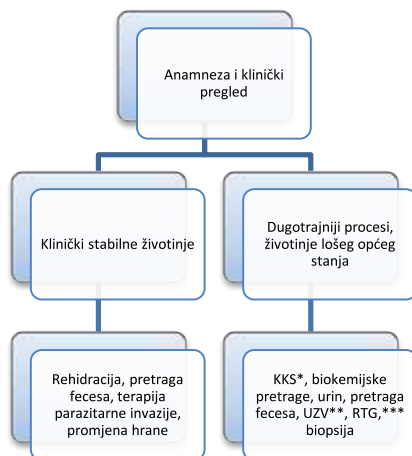 Anamneza i klinički
pregled
Klinički stabilne životinje
Dugotrajniji procesi,
životinje lošeg općeg
stanja
Rehidracija, pretraga
fecesa, terapija
parazitarne invazije,
promjena hrane
KKS*, biokemijske
pretrage, urin, pretraga
fecesa, UZV**, RTG,***
biopsija